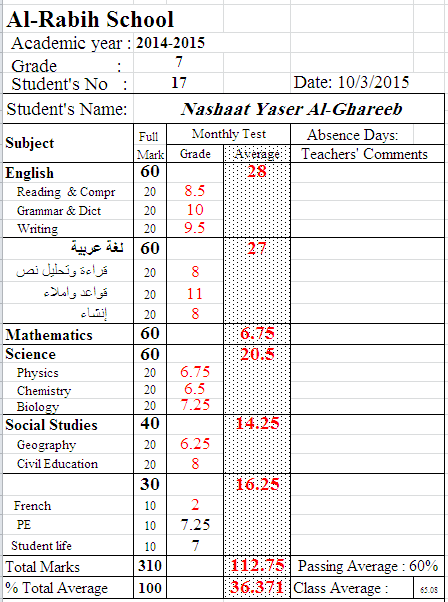 Al-Rabih School
Academic year : 2014-2015
Grade : 7
Student's No : 17 Date: 10/3/2015
Student's Name: Nashaat Yaser Al-Ghareeb
Subject Full Mark Monthly Test Absence Days:
Grade Average Teachers' Comments
English 60 28
Reading & Compr 20 8.5
Grammar & Dict 20 10
Writing 20 9.5
لغة عربية 60 27
قراءة وتحليل نص 20 8
قواعد واملاء 20 11
إنشاء 20 8
Mathematics 60 6.75
Science 60 20.5
Physics 20 6.75
Chemistry 20 6.5
Biology 20 7.25
Social Studies 40 14.25
Geography 20 6.25
Civil Education 20 8
30 16.25
French 10 2
PE 10 7.25
Student life 10 7
Total Marks 310 112.75 Passing Average : 60%
% Total Average 100 36.371 Class Average : 65.08